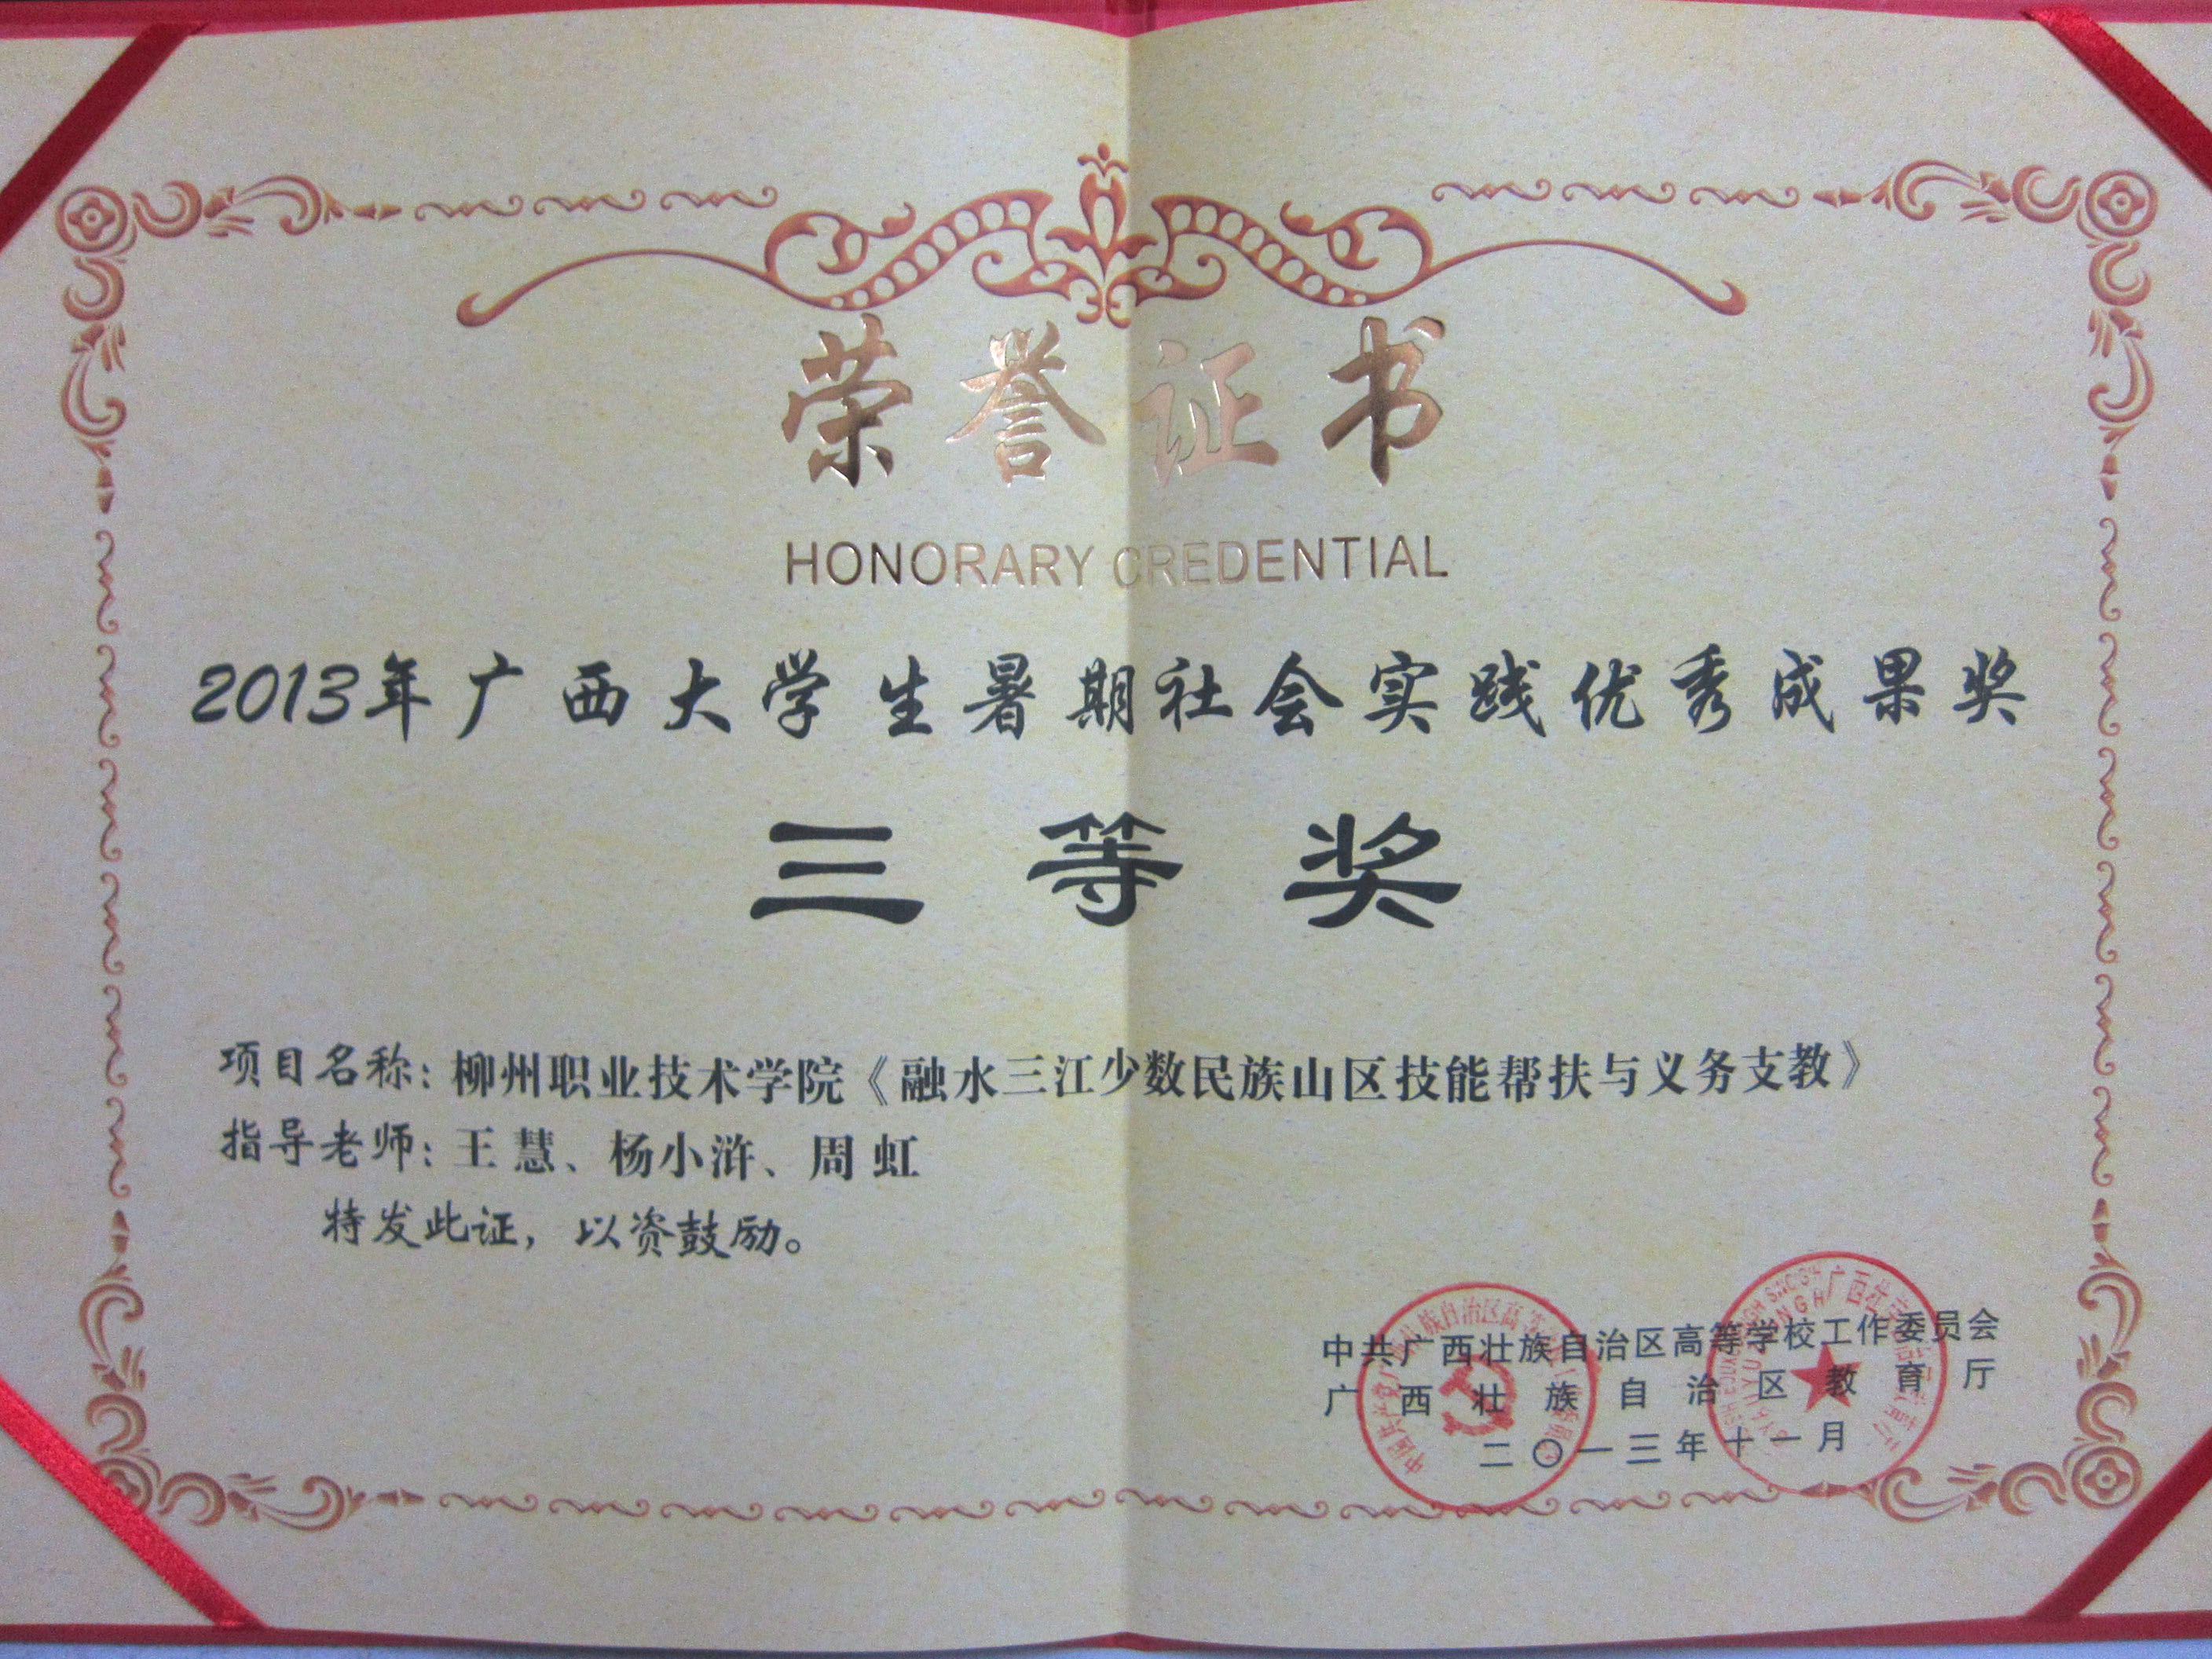 荣誉证书
HONORARY CREDENTIAL
2013年广西大学生暑期社会实践优秀成果奖
三等奖
项目名称：柳州职业技术学院《融水三江少数民族山区技能帮扶与义务支教》
指导老师：王慧、杨小浒、周虹
特发此证，以资鼓励。
中共广西壮族自治区高等学校工作委员会
广西壮族自治区教育厅
二〇一三年十一月